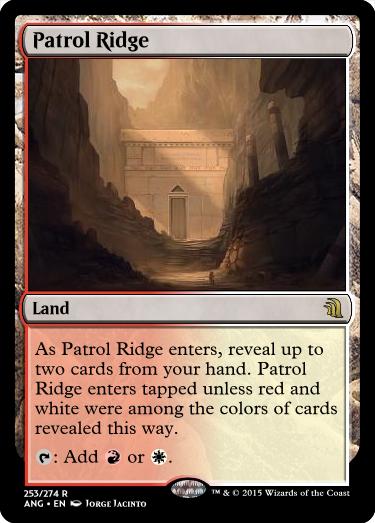 Patrol Ridge
Land
As Patrol Ridge enters, reveal up to
two cards from your hand. Patrol
Ridge enters tapped unless red and
white were among the colors of cards
revealed this way.
: Add or .
253/274 R
ANG • EN Jorge Jacinto
™ & © 2015 Wizards of the Coast